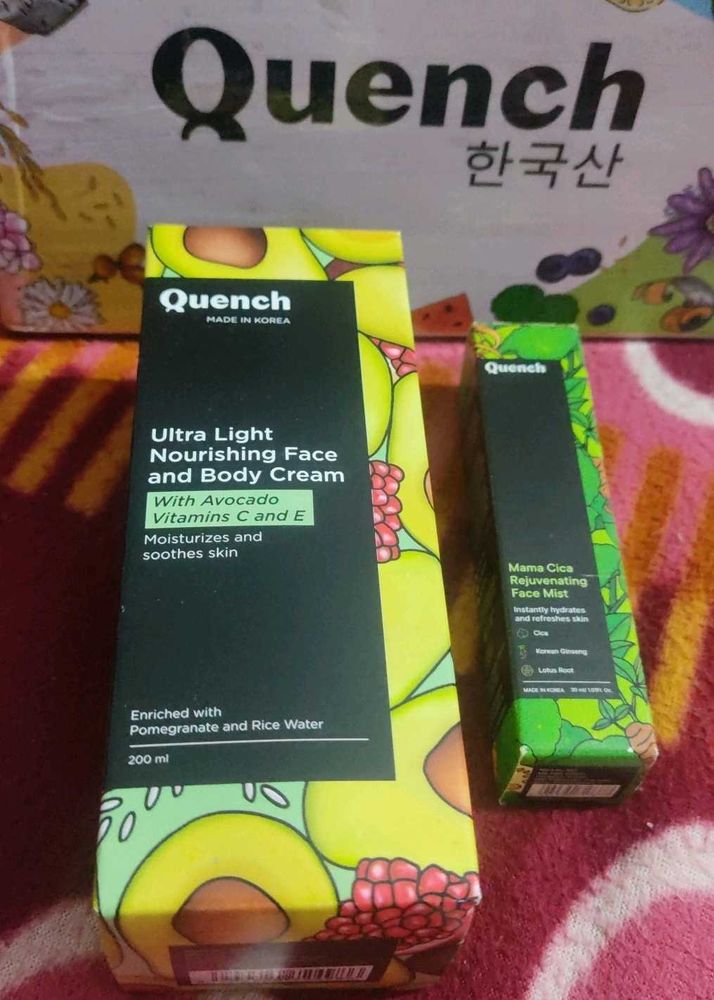 Quench
한국산
Quench
MADE IN KOREA
Ultra Light
Nourishing Face
and Body Cream
With Avocado
Vitamins C and E
Moisturizes and
soothes skin
Enriched with
Pomegranate and Rice Water
200 ml
Quench
Mama Cica
Rejuvenating
Face Mist
Instantly hydrates
and refreshes skin
Cica
Korean Ginseng
Lotus Root
MADE IN KOREA 30 ml/